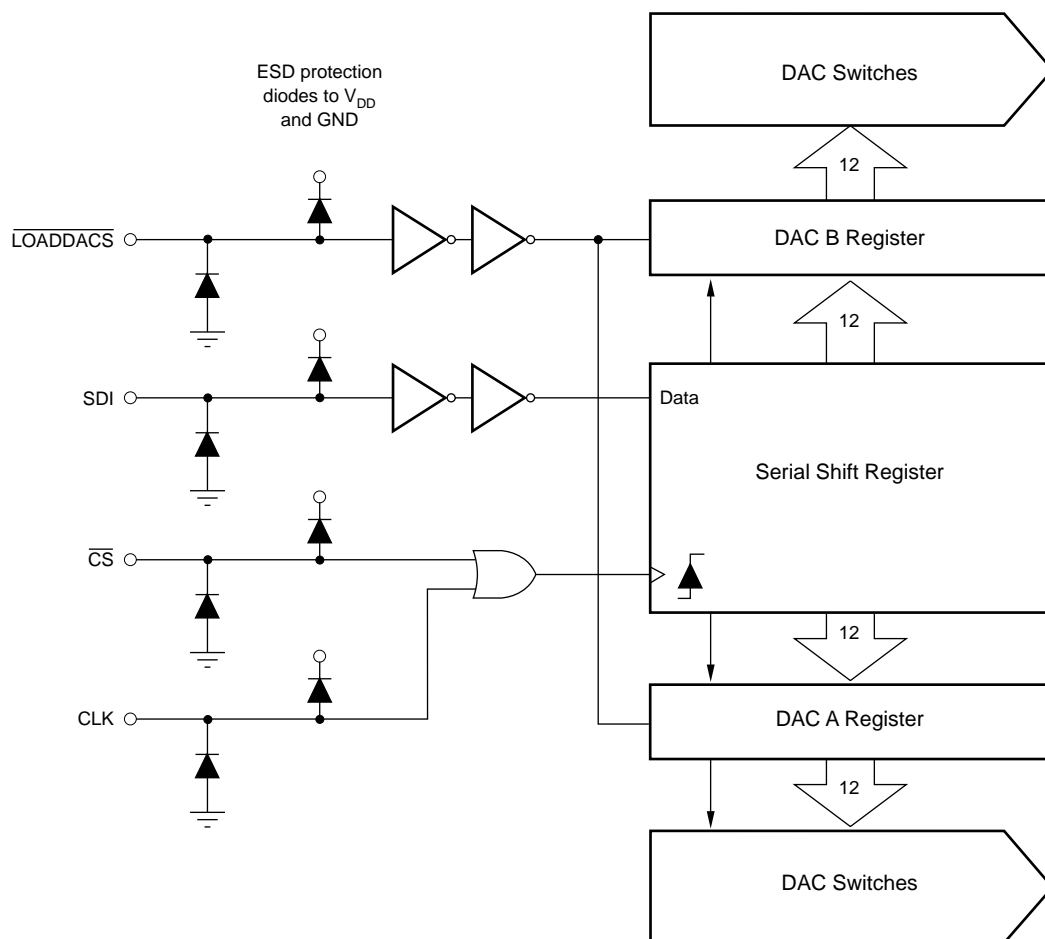 DAC Switches
ESD protection
diodes to VDD
and GND
12
LOADDACS
DAC B Register
12
SDI
Data
Serial Shift Register
CS
12
CLK
DAC A Register
12
DAC Switches